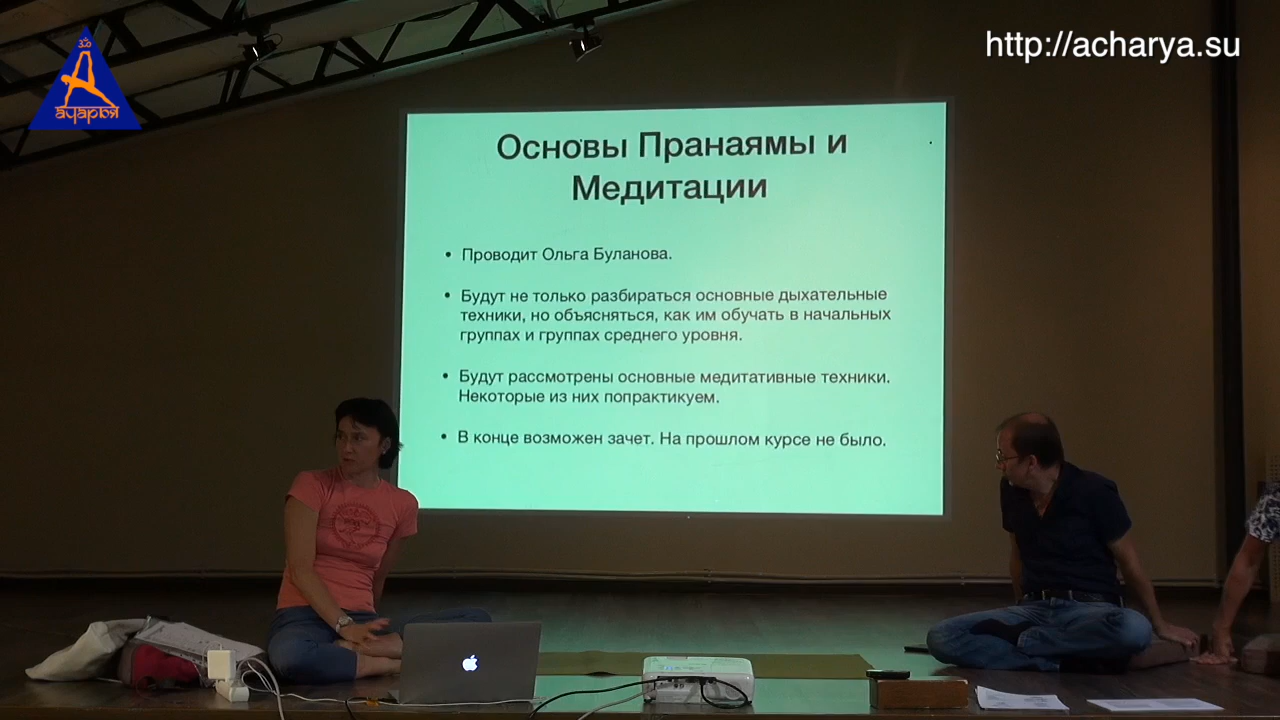 ॐ
ачарья
http://acharya.su
Основы Пранаямы и
Медитации
• Проводит Ольга Буланова.
• Будут не только разбираться основные дыхательные
техники, но объясняться, как им обучать в начальных
группах и группах среднего уровня.
• Будут рассмотрены основные медитативные техники.
Некоторые из них попрактикуем.
• В конце возможен зачет. На прошлом курсе не было.